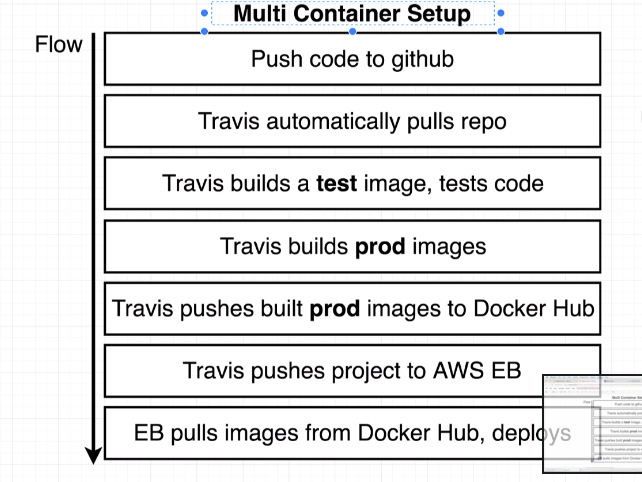 Multi Container Setup
Flow
Push code to github
Travis automatically pulls repo
Travis builds a test image, tests code
Travis builds prod images
Travis pushes built prod images to Docker Hub
Travis pushes project to AWS EB
EB pulls images from Docker Hub, deploys